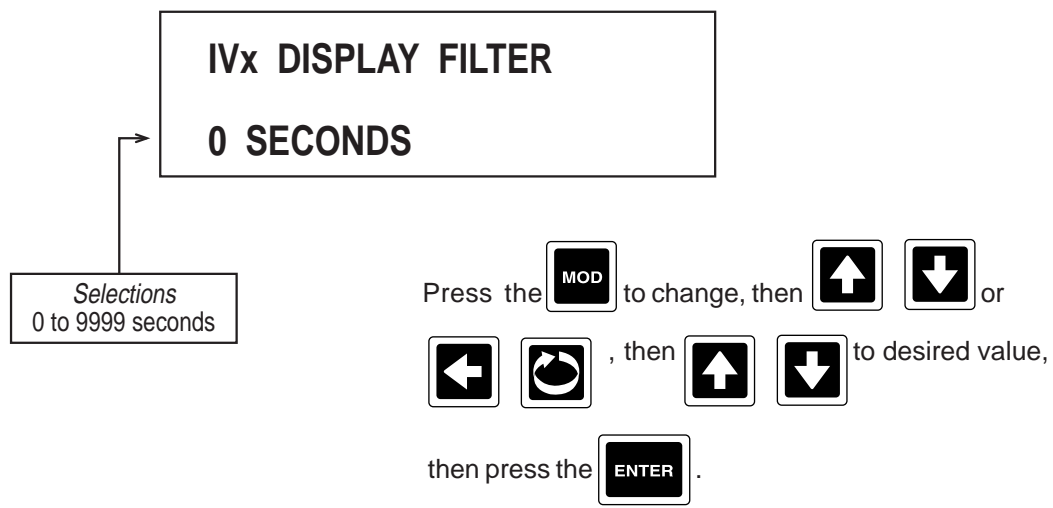 IVx DISPLAY FILTER
0 SECONDS
Selections
0 to 9999 seconds
Press the MOD to change, then or
, then to desired value,
then press the ENTER .